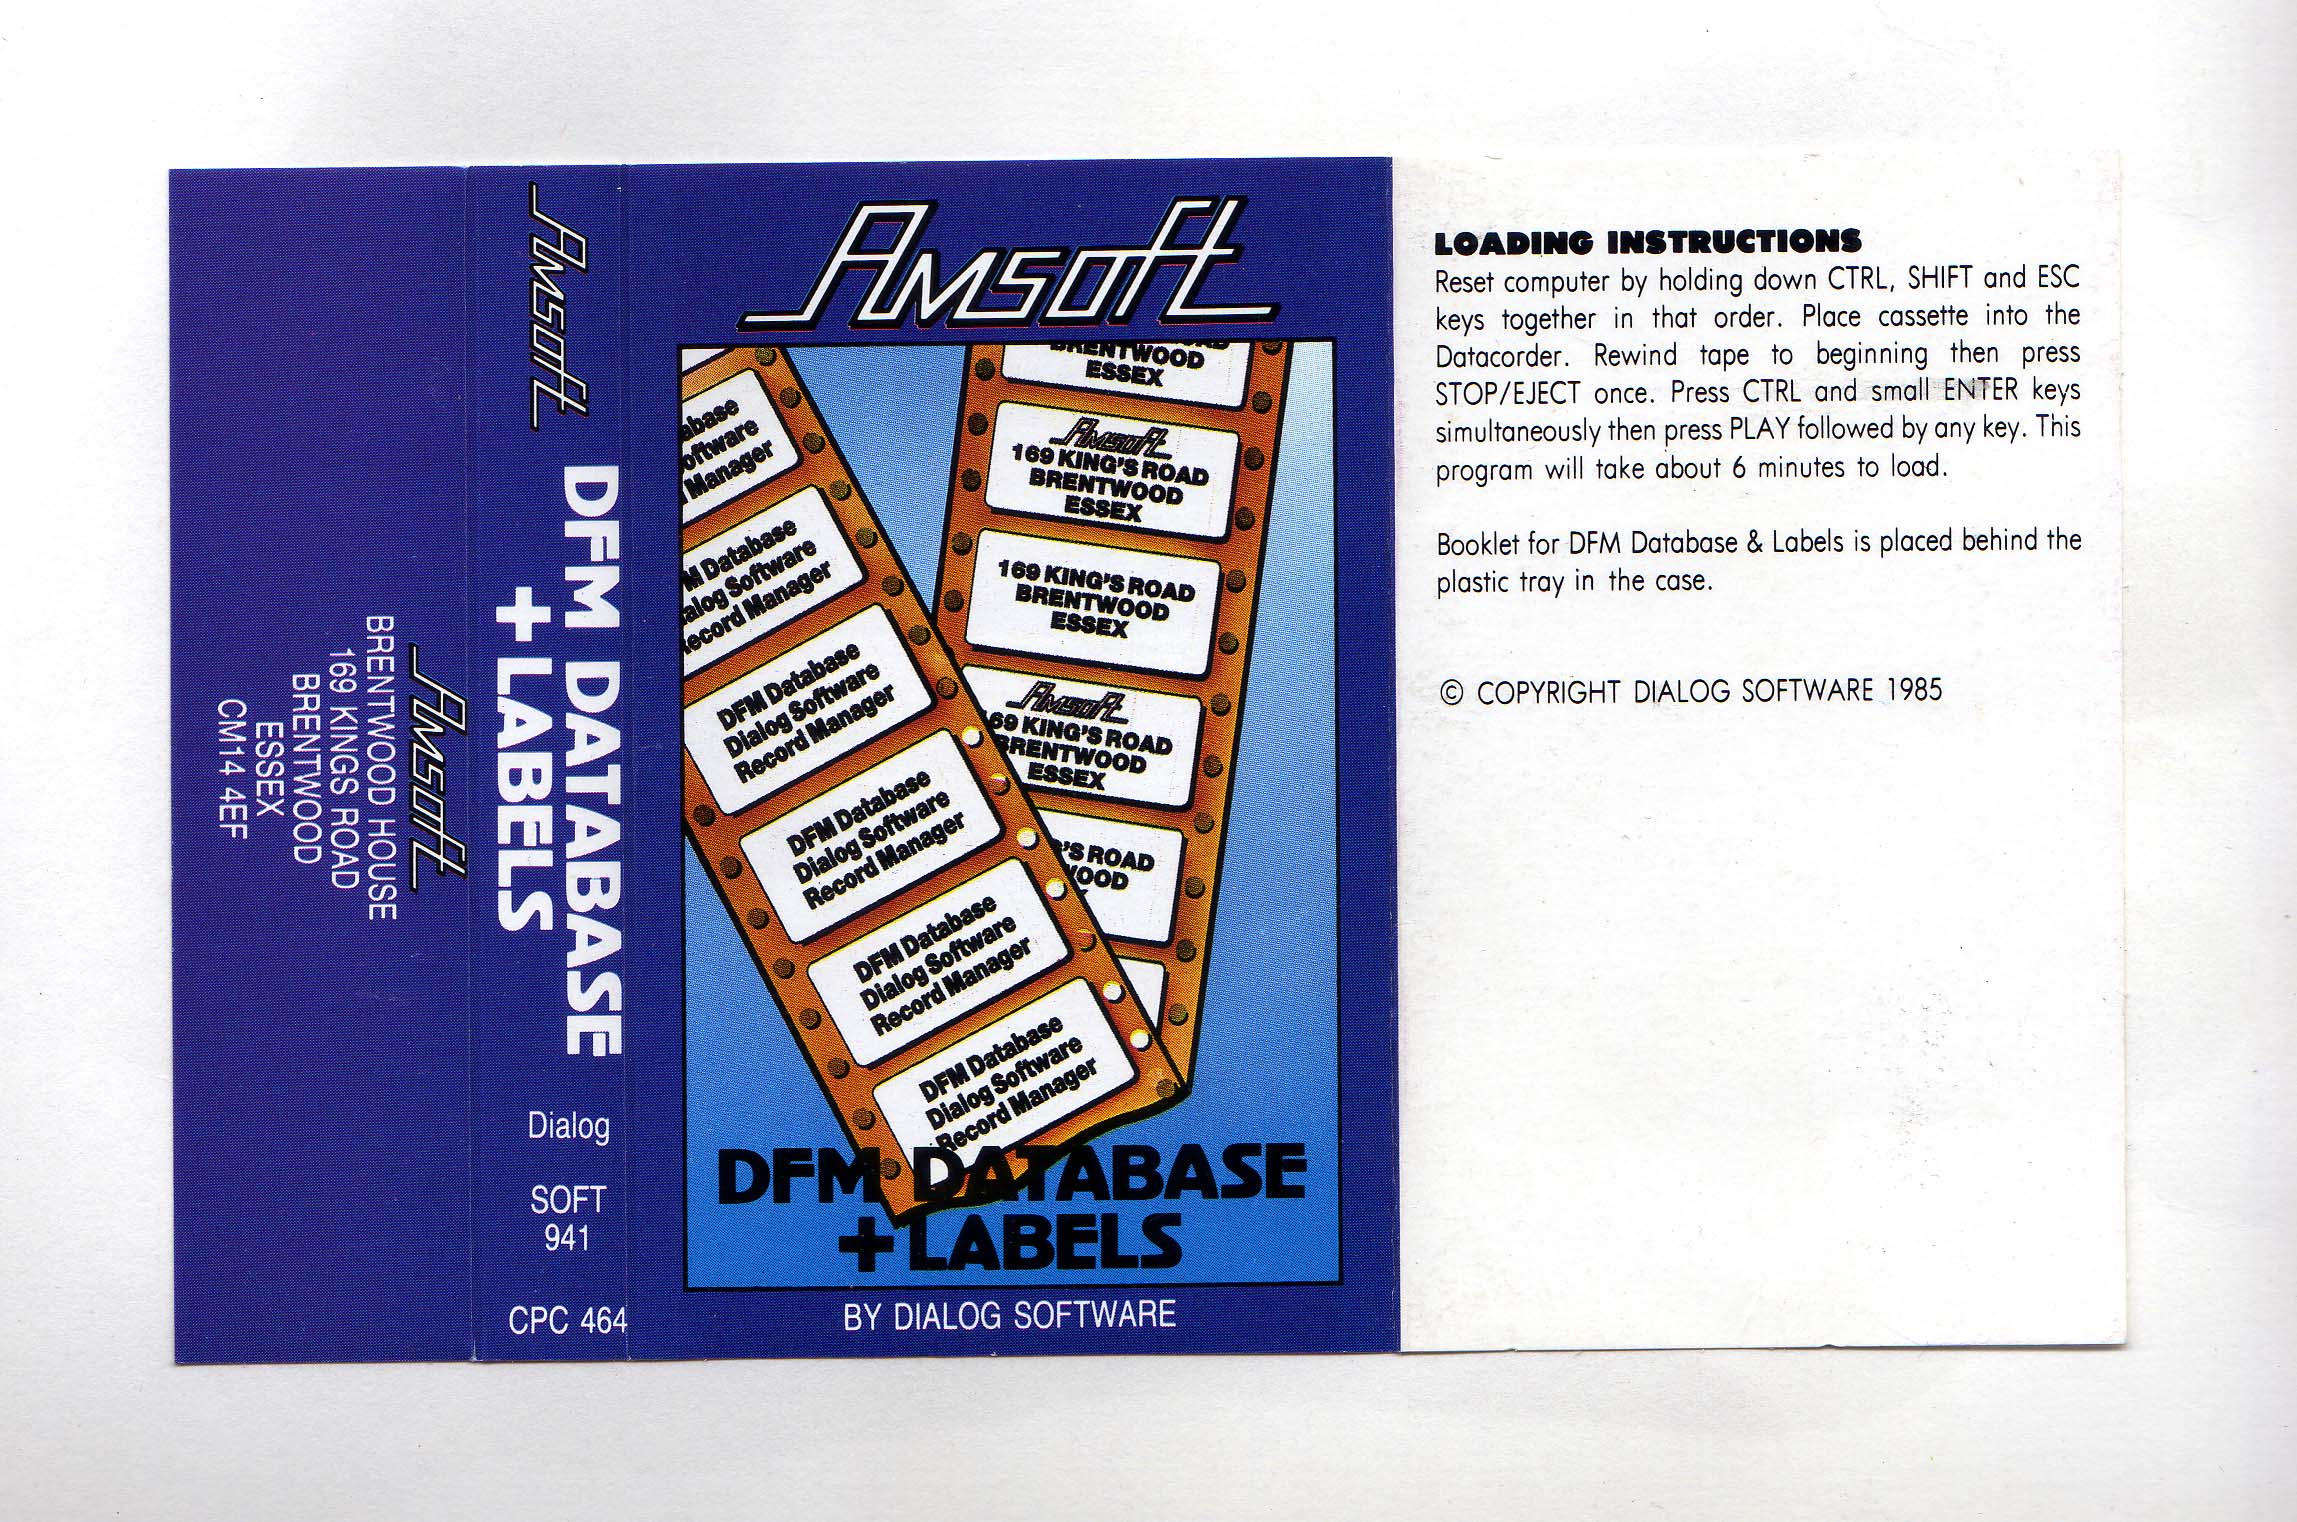 Amsoft
BRENTWOOD HOUSE
169 KINGS ROAD
BRENTWOOD
ESSEX
CM14 4EF
Amsoft
DFM DATABASE
+ LABELS
Dialog
SOFT
941
CPC 464
Amsoft
Software
Manager
DFM Database
Dialog Software
Record Manager
DFM Database
Dialog Software
Record Manager
DFM Database
Dialog Software
Record Manager
DFM Database
Dialog Software
Record Manager
DFM Database
Dialog Software
Record Manager
BRENTWOOD
ESSEX
Amsoft
169 KING'S ROAD
BRENTWOOD
ESSEX
169 KING'S ROAD
BRENTWOOD
ESSEX
Amsoft
69 KING'S ROAD
BRENTWOOD
ESSEX
'S ROAD
WOOD
DFM DATABASE
+LABELS
BY DIALOG SOFTWARE
LOADING INSTRUCTIONS
Reset computer by holding down CTRL, SHIFT and ESC
keys together in that order. Place cassette into the
Datacorder. Rewind tape to beginning then press
STOP/EJECT once. Press CTRL and small ENTER keys
simultaneously then press PLAY followed by any key. This
program will take about 6 minutes to load.
Booklet for DFM Database & Labels is placed behind the
plastic tray in the case.
© COPYRIGHT DIALOG SOFTWARE 1985